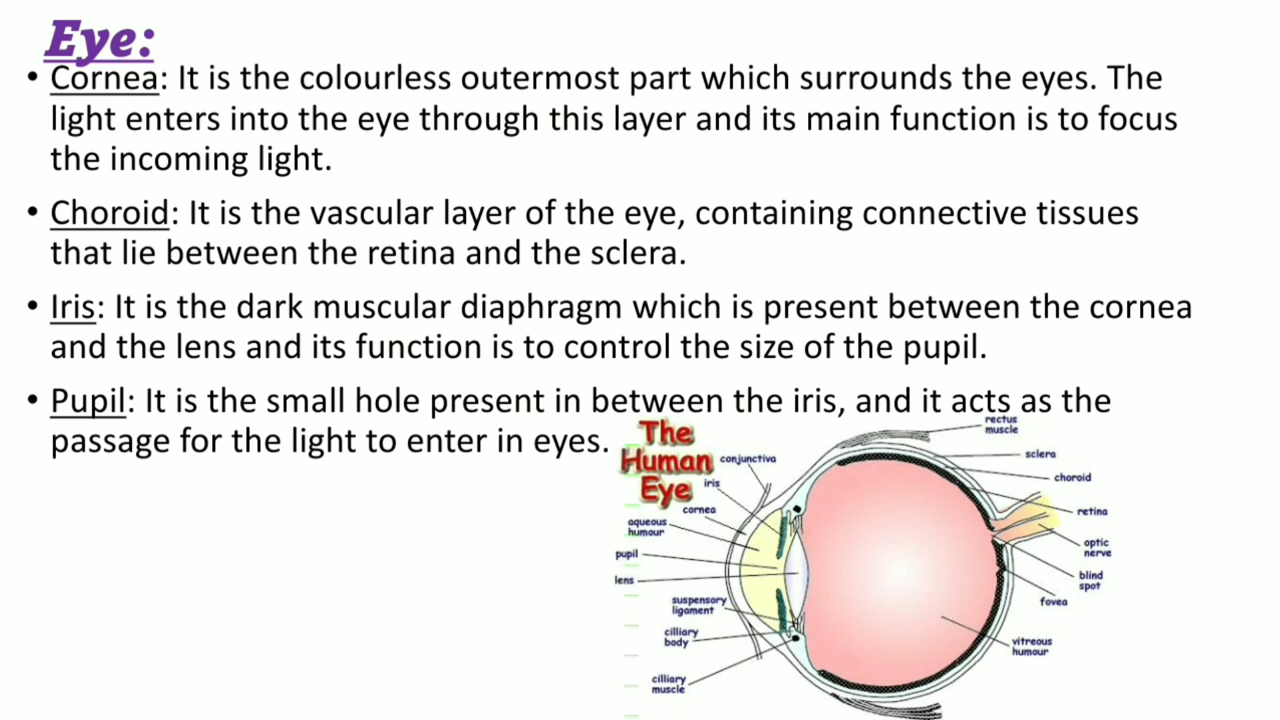 Eye:
• Cornea: It is the colourless outermost part which surrounds the eyes. The
light enters into the eye through this layer and its main function is to focus
the incoming light.
• Choroid: It is the vascular layer of the eye, containing connective tissues
that lie between the retina and the sclera.
• Iris: It is the dark muscular diaphragm which is present between the cornea
and the lens and its function is to control the size of the pupil.
• Pupil: It is the small hole present in between the iris, and it acts as the
passage for the light to enter in eyes.
The
Human
Eye
conjunctiva
iris
cornea
aqueous
humour
pupil
lens
suspensory
ligament
cilliary
body
cilliary
muscle
rectus
muscle
sclera
choroid
retina
optic
nerve
blind
spot
fovea
vitreous
humour